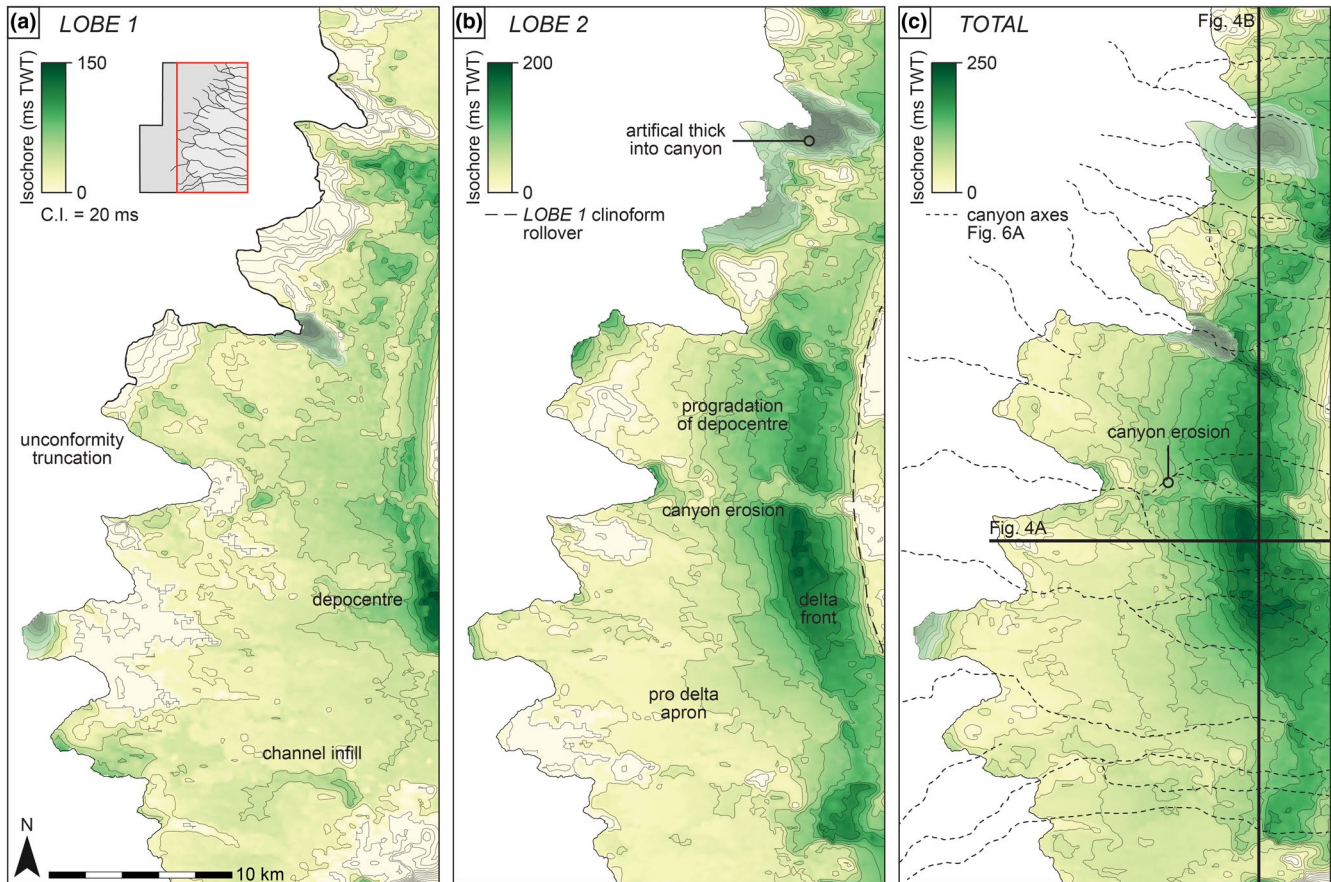 (a) LOBE 1
Isochore (ms TWT)
150
0
C.I. = 20 ms
unconformity
truncation
depocentre
channel infill
N
10 km
(b) LOBE 2
Isochore (ms TWT)
200
0
LOBE 1 clinoform
rollover
artifical thick
into canyon
progradation
of depocentre
canyon erosion
delta
front
pro delta
apron
(c) TOTAL
Isochore (ms TWT)
250
0
canyon axes
Fig. 6A
Fig. 4B
canyon erosion
Fig. 4A